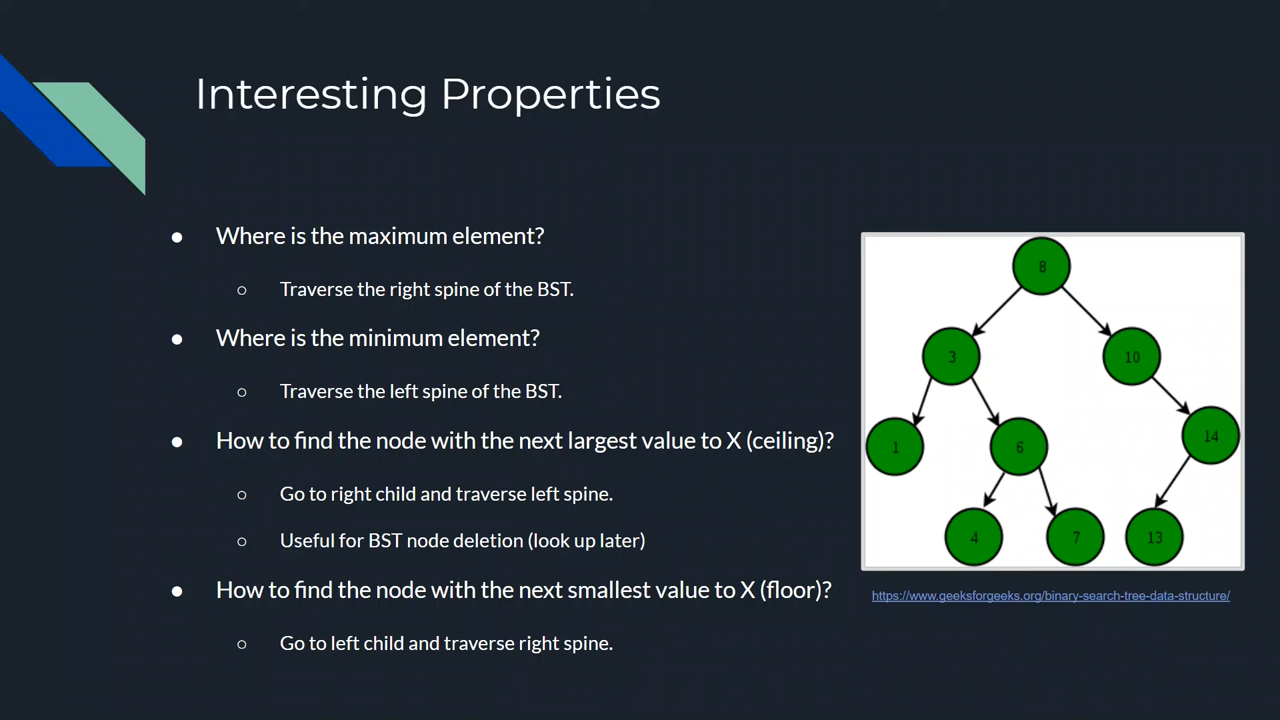 Interesting Properties
● Where is the maximum element?
○ Traverse the right spine of the BST.
● Where is the minimum element?
○ Traverse the left spine of the BST.
● How to find the node with the next largest value to X (ceiling)?
○ Go to right child and traverse left spine.
○ Useful for BST node deletion (look up later)
● How to find the node with the next smallest value to X (floor)?
○ Go to left child and traverse right spine.
8
3 10
1 6 14
4 7 13
https://www.geeksforgeeks.org/binary-search-tree-data-structure/